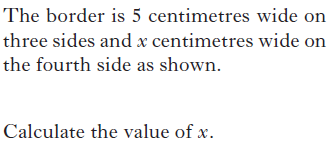 The border is 5 centimetres wide on
three sides and x centimetres wide on
the fourth side as shown.
Calculate the value of x.